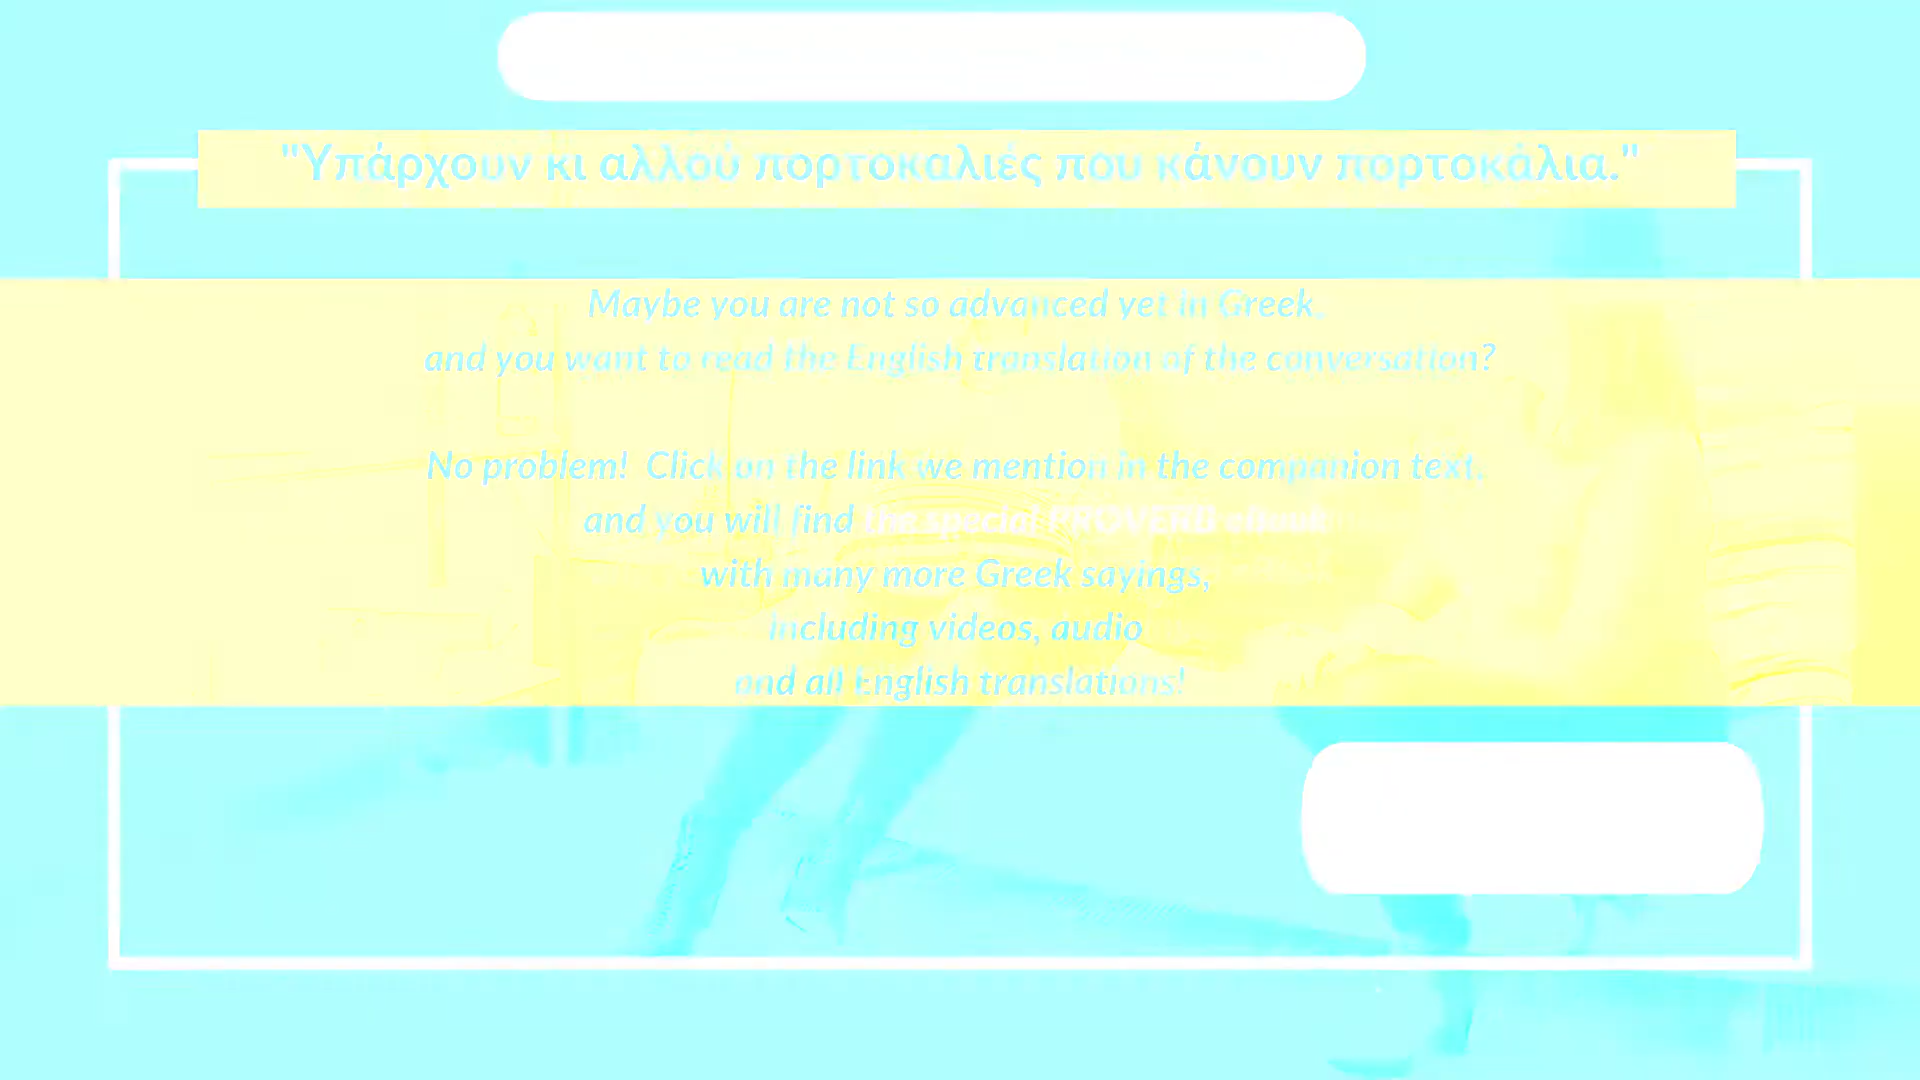 "Υπάρχουν κι αλλού πορτοκαλιές που κάνουν πορτοκάλια."
Maybe you are not so advanced yet in Greek,
and you want to read the English translation of the conversation?
No problem! Click on the link we mention in the companion text,
and you will find the special PROVERB eBook
with many more Greek sayings,
including videos, audio
and all English translations!